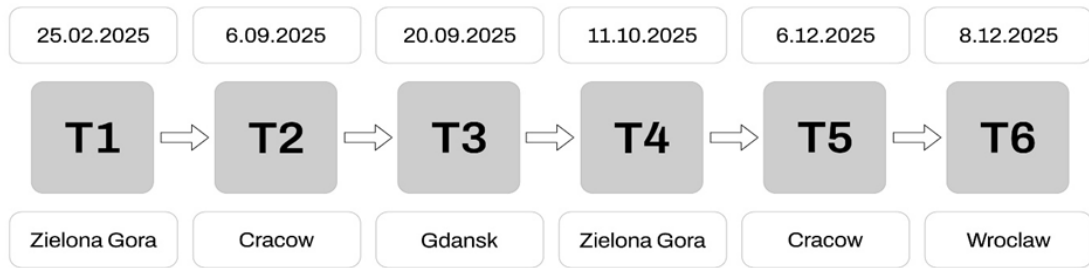 25.02.2025 6.09.2025 20.09.2025 11.10.2025 6.12.2025 8.12.2025
T1 T2 T3 T4 T5 T6
Zielona Gora Cracow Gdansk Zielona Gora Cracow Wroclaw